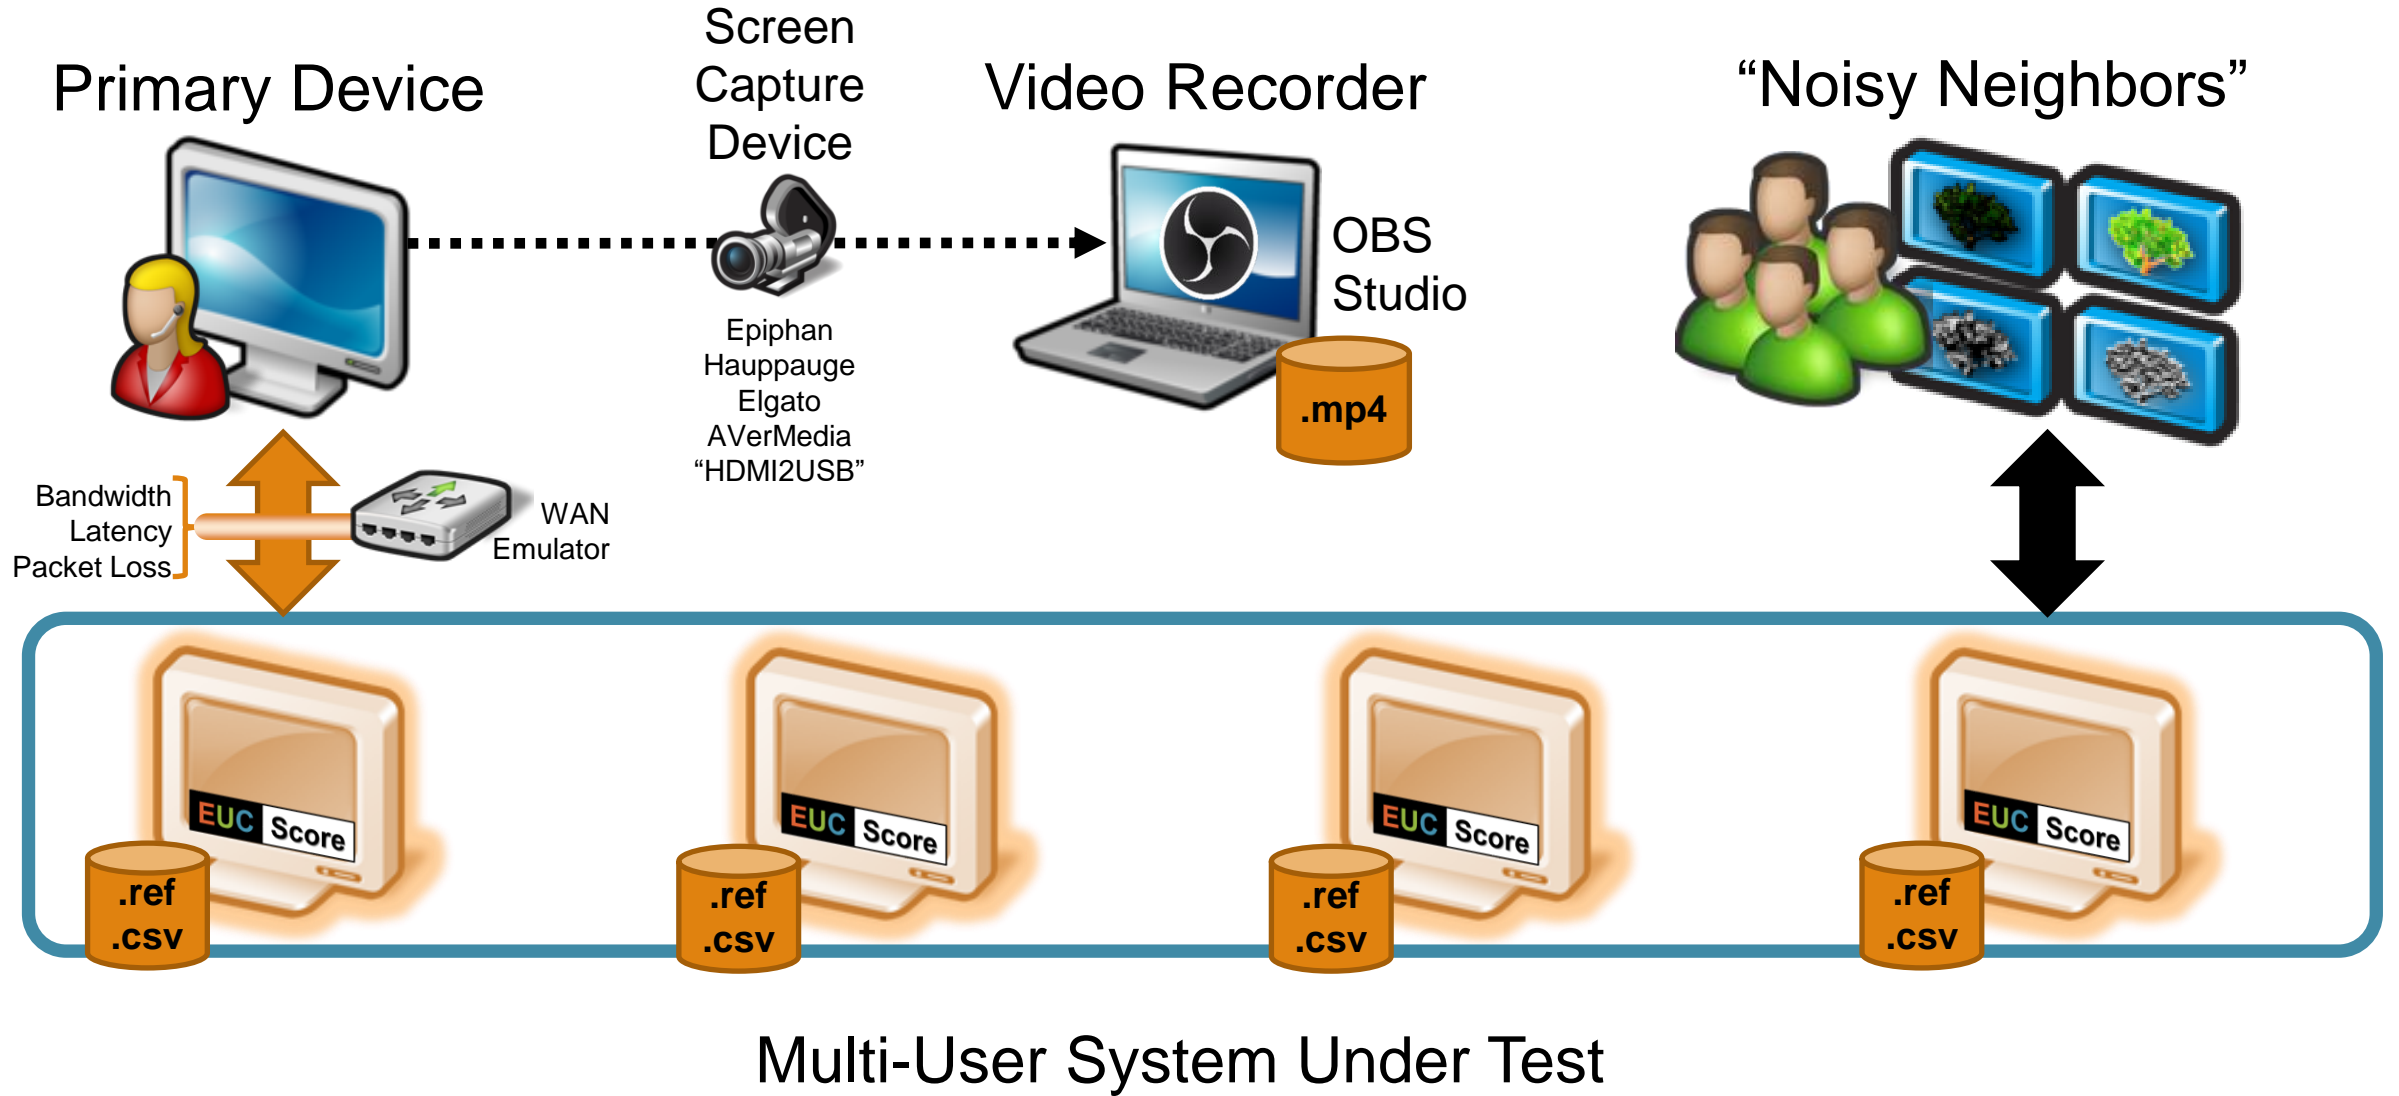 Primary Device
Screen
Capture
Device
Video Recorder
“Noisy Neighbors”
OBS
Studio
.mp4
Epiphan
Hauppauge
Elgato
AVerMedia
“HDMI2USB”
Bandwidth
Latency
Packet Loss
WAN
Emulator
EUC Score
.ref
.csv
EUC Score
.ref
.csv
EUC Score
.ref
.csv
EUC Score
.ref
.csv
Multi-User System Under Test